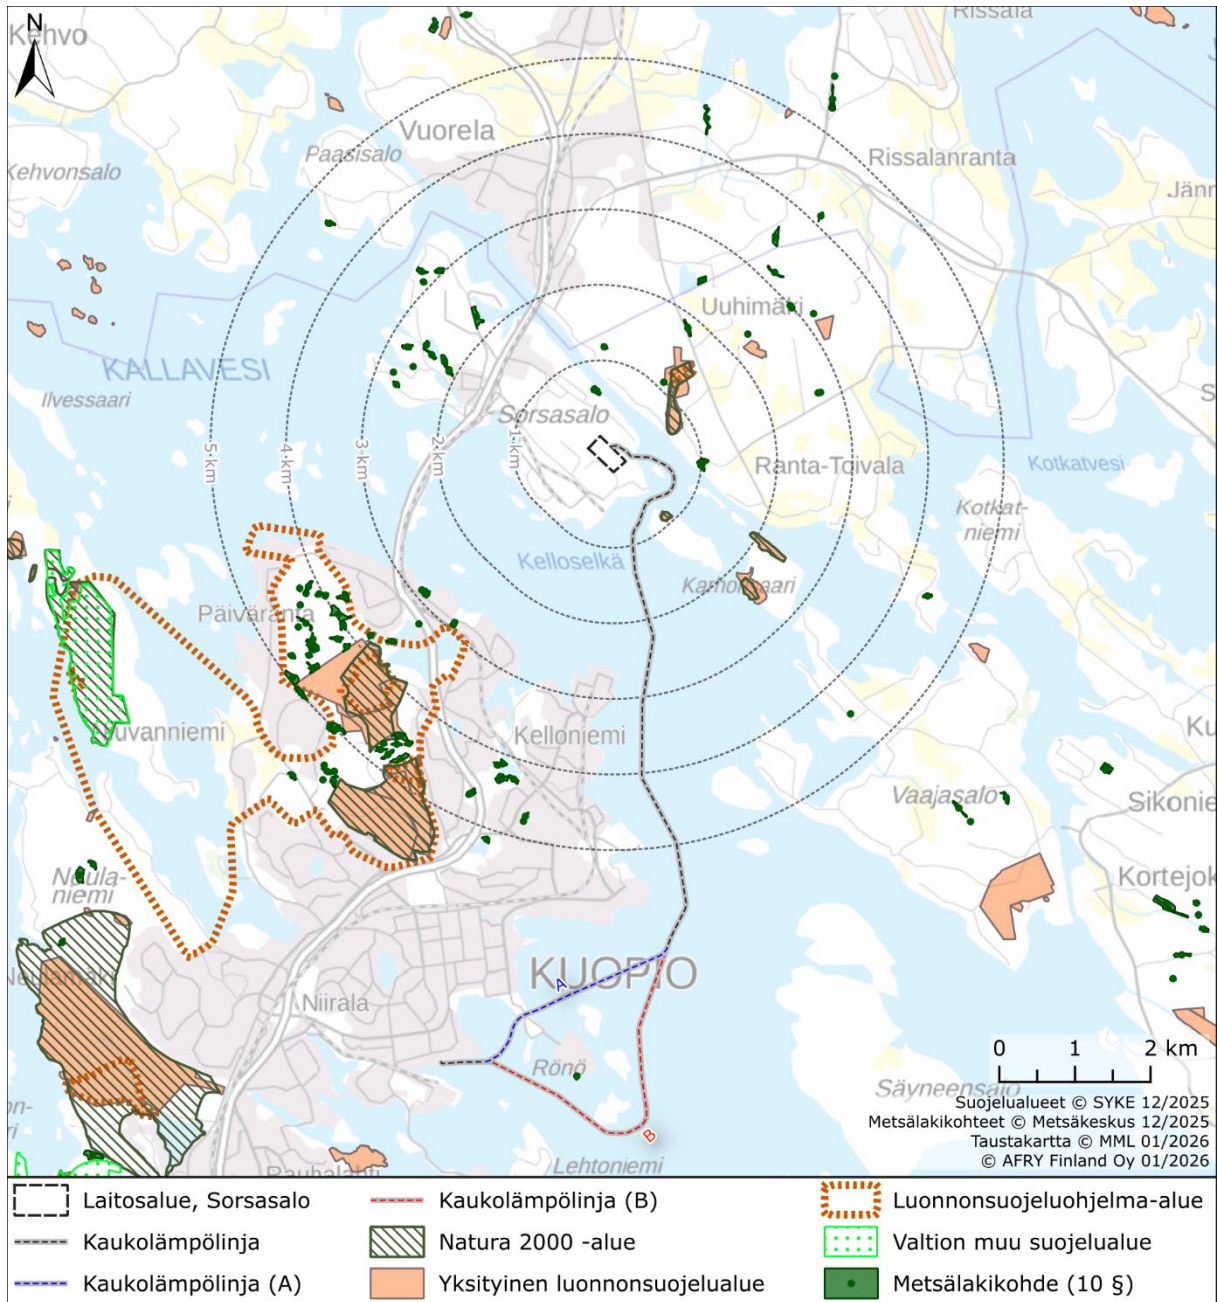 N
Kehvo
Rissala
Vuorela
Paasisalo
Kehvonsalo
Rissalanranta
Jänn
Uuhimäki
KALLAVESI
Ilvessaari
Sorsasalo
5 km
4 km
3 km
2 km
1 km
Ranta-Toivala
Kotkatvesi
Kotkat-
niemi
Kelloselkä
Päiväranta
Kelloniemi
Vaajasalo
Sikonie
Ku
Kortejok
Niirala
KUOPIO
A
Rönö
B
Lehtoniemi
Rauhalahti
Säyneensalo
0 1 2 km
Suojelualueet © SYKE 12/2025
Metsälakikohteet © Metsäkeskus 12/2025
Taustakartta © MML 01/2026
© AFRY Finland Oy 01/2026
Laitosalue, Sorsasalo
Kaukolämpölinja
Kaukolämpölinja (A)
Kaukolämpölinja (B)
Natura 2000 -alue
Yksityinen luonnonsuojelualue
Luonnonsuojeluohjelma-alue
Valtion muu suojelualue
Metsälakikohde (10 §)